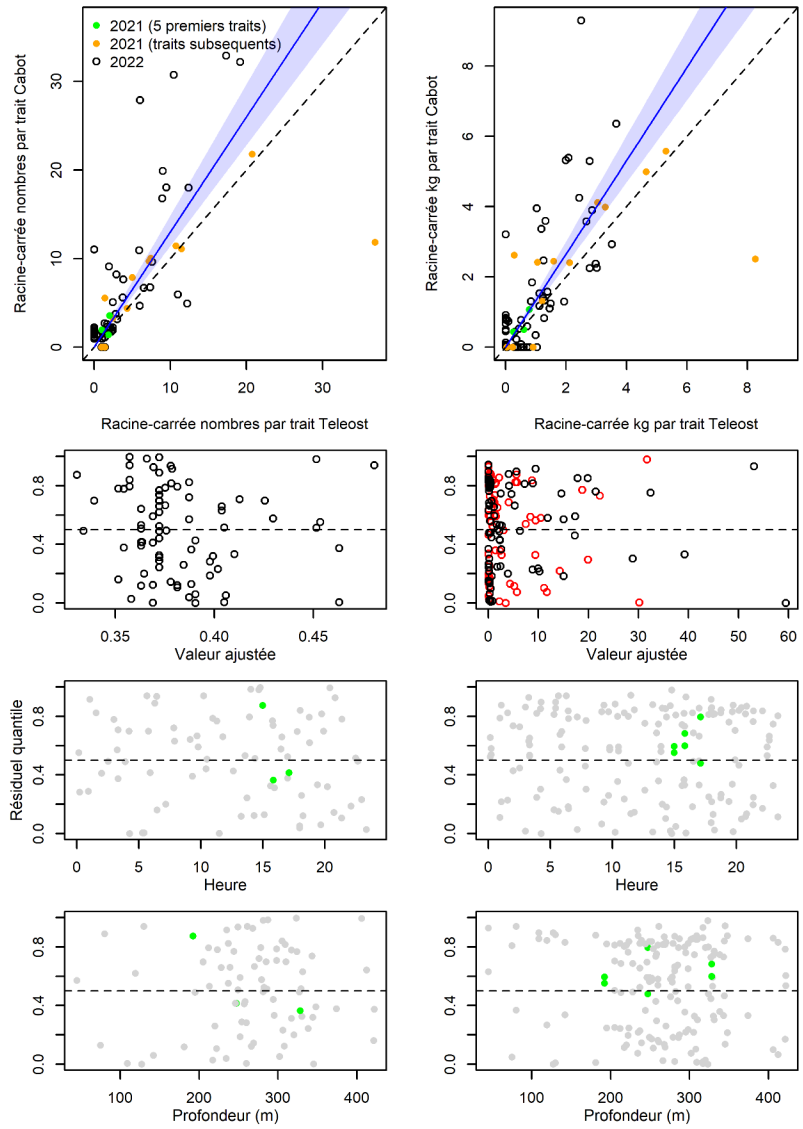 2021 (5 premiers traits)
2021 (traits subsequents)
2022
Racine-carrée nombres par trait Cabot
0 10 20 30
0 10 20 30
Racine-carrée nombres par trait Teleost
Racine-carrée kg par trait Cabot
0 2 4 6 8
0 2 4 6 8
Racine-carrée kg par trait Teleost
0.0 0.4 0.8
0.35 0.40 0.45
Valeur ajustée
0.0 0.4 0.8
0 10 20 30 40 50 60
Valeur ajustée
Résiduel quantile
0.0 0.4 0.8
0 5 10 15 20
Heure
0.0 0.4 0.8
0 5 10 15 20
Heure
0.0 0.4 0.8
100 200 300 400
Profondeur (m)
0.0 0.4 0.8
100 200 300 400
Profondeur (m)